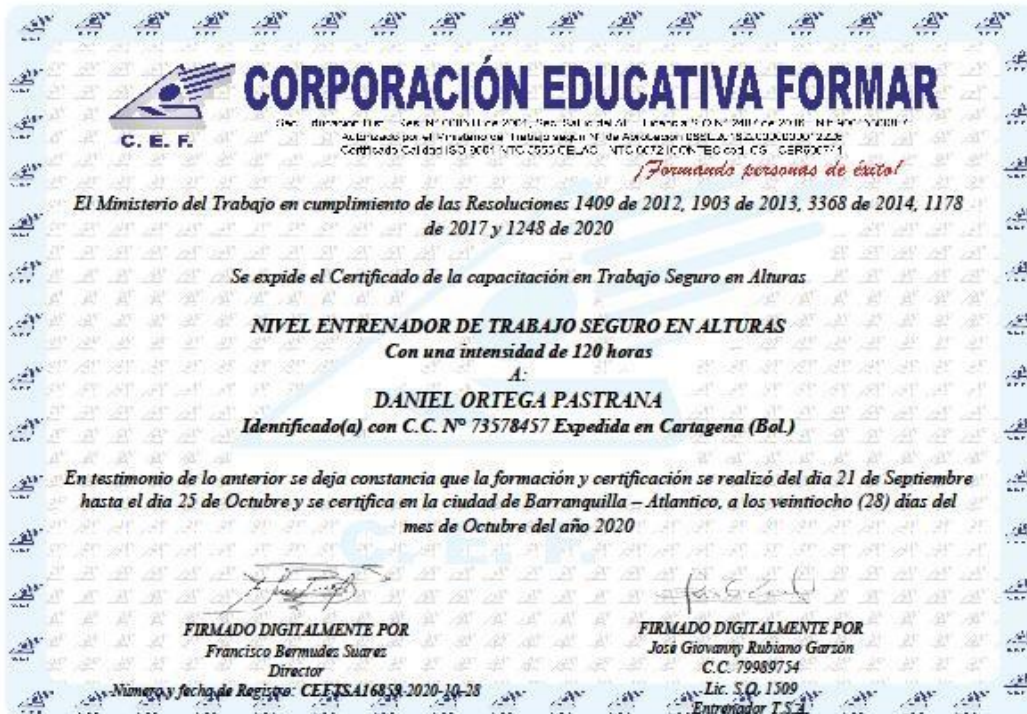 CORPORACIÓN EDUCATIVA FORMAR
C. E. F.
¡Formando personas de éxito!
El Ministerio del Trabajo en cumplimiento de las Resoluciones 1409 de 2012, 1903 de 2013, 3368 de 2014, 1178
de 2017 y 1248 de 2020
Se expide el Certificado de la capacitación en Trabajo Seguro en Alturas
NIVEL ENTRENADOR DE TRABAJO SEGURO EN ALTURAS
Con una intensidad de 120 horas
A:
DANIEL ORTEGA PASTRANA
Identificado(a) con C.C. Nº 73578457 Expedida en Cartagena (Bol.)
En testimonio de lo anterior se deja constancia que la formación y certificación se realizó del dia 21 de Septiembre
hasta el dia 25 de Octubre y se certifica en la ciudad de Barranquilla – Atlantico, a los veintiocho (28) días del
mes de Octubre del año 2020
C. E. F.
FIRMADO DIGITALMENTE POR
Francisco Bermudes Suarez
Director
Número y fecha de Registro: CEFTSA16859-2020-10-28
FIRMADO DIGITALMENTE POR
José Giovanny Rubiano Garzón
C.C. 79989754
Lic. S.O. 1509
Entrenador T.S.A.